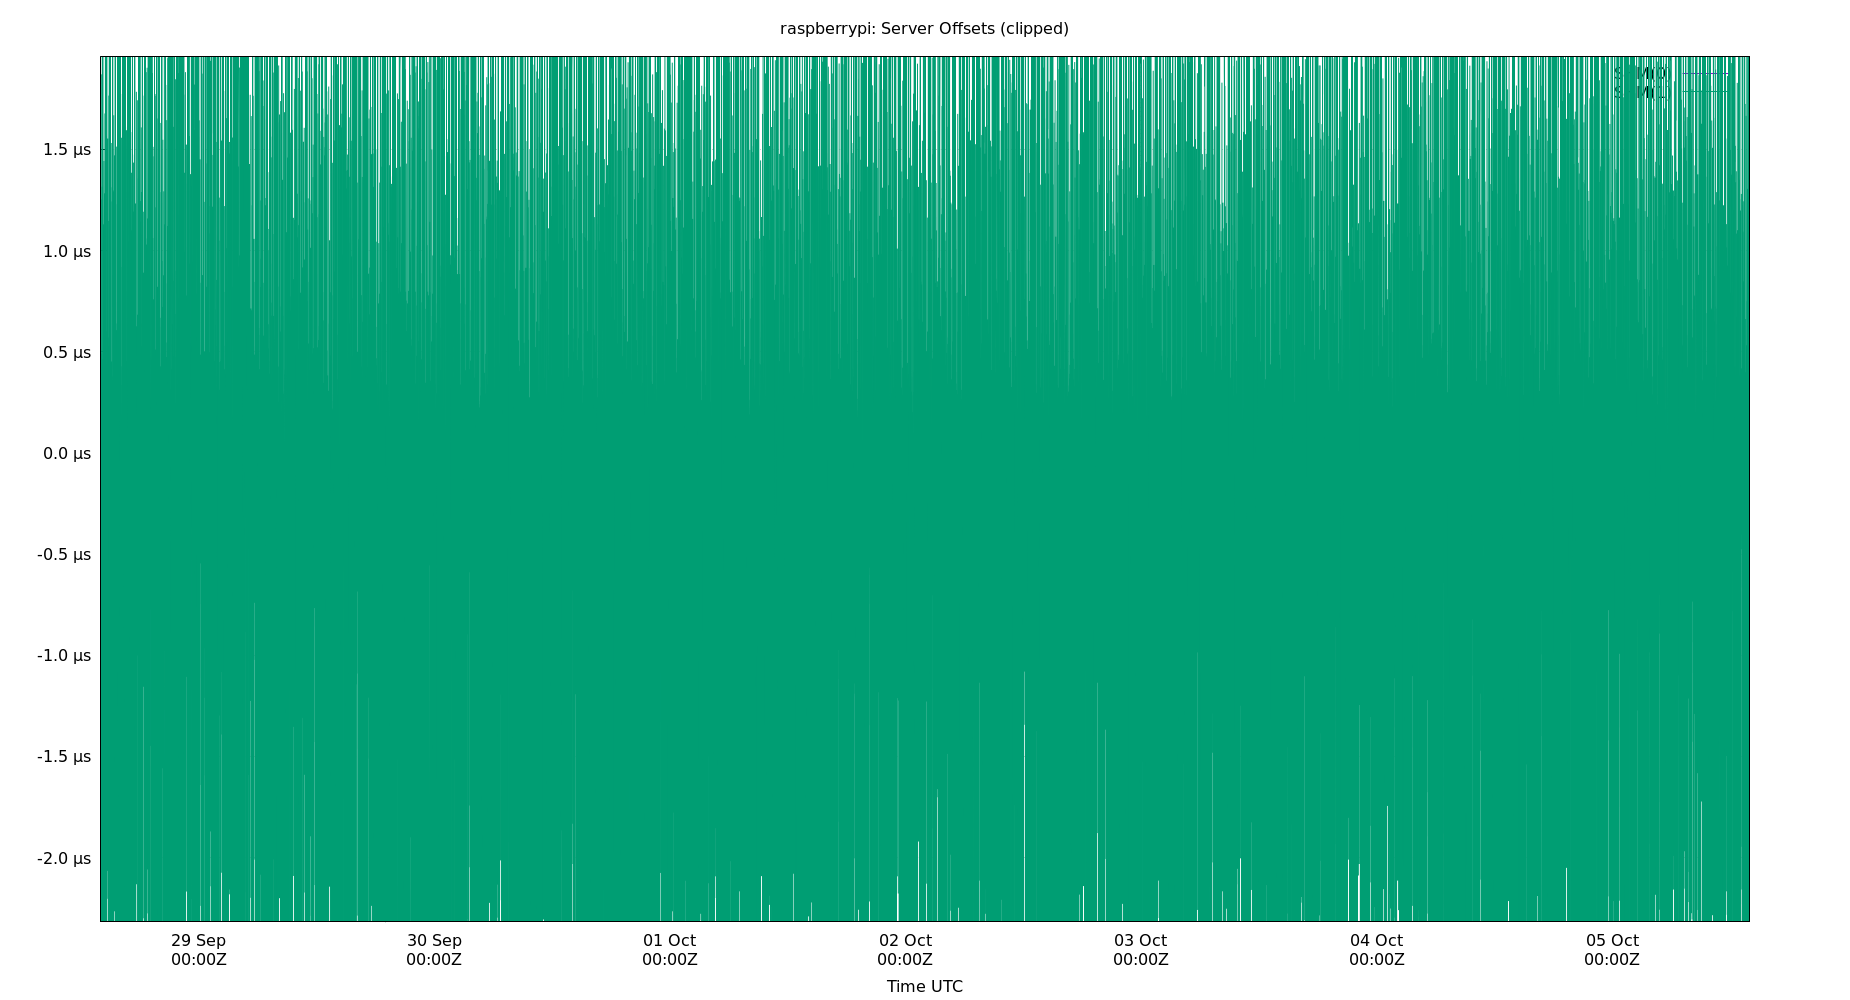 raspberrypi: Server Offsets (clipped)
1.5 µs
1.0 µs
0.5 µs
0.0 µs
-0.5 µs
-1.0 µs
-1.5 µs
-2.0 µs
29 Sep 30 Sep 01 Oct 02 Oct 03 Oct 04 Oct 05 Oct
00:00Z 00:00Z 00:00Z 00:00Z 00:00Z 00:00Z 00:00Z
Time UTC